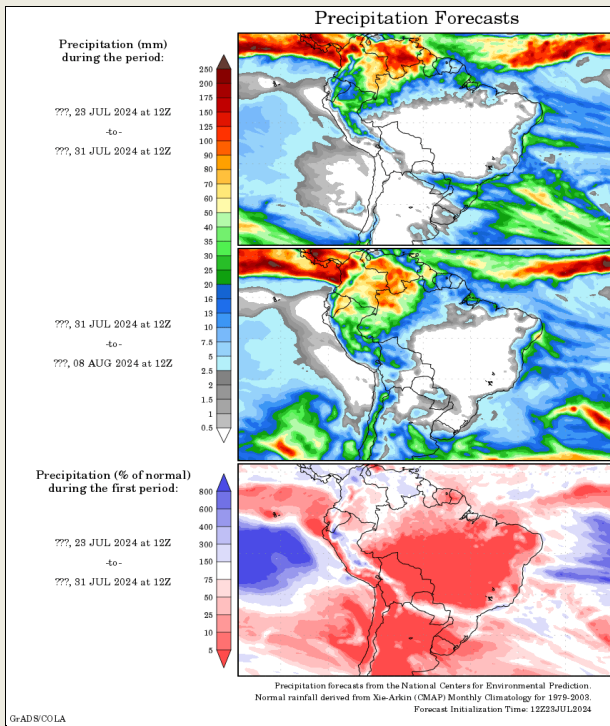 Precipitation Forecasts
Precipitation (mm)
during the period:
???, 23 JUL 2024 at 12Z
-to-
???, 31 JUL 2024 at 12Z
250
200
175
150
125
100
90
80
70
60
50
40
35
30
25
20
16
13
10
7.5
5
2.5
2
1.5
1
0.5
???, 31 JUL 2024 at 12Z
-to-
???, 08 AUG 2024 at 12Z
Precipitation (% of normal)
during the first period:
???, 23 JUL 2024 at 12Z
-to-
???, 31 JUL 2024 at 12Z
800
600
400
300
150
75
50
25
10
5
Precipitation forecasts from the National Centers for Environmental Prediction.
Normal rainfall derived from Xie-Arkin (CMAP) Monthly Climatology for 1979-2003.
Forecast Initialization Time: 12Z23JUL2024
GrADS/COLA